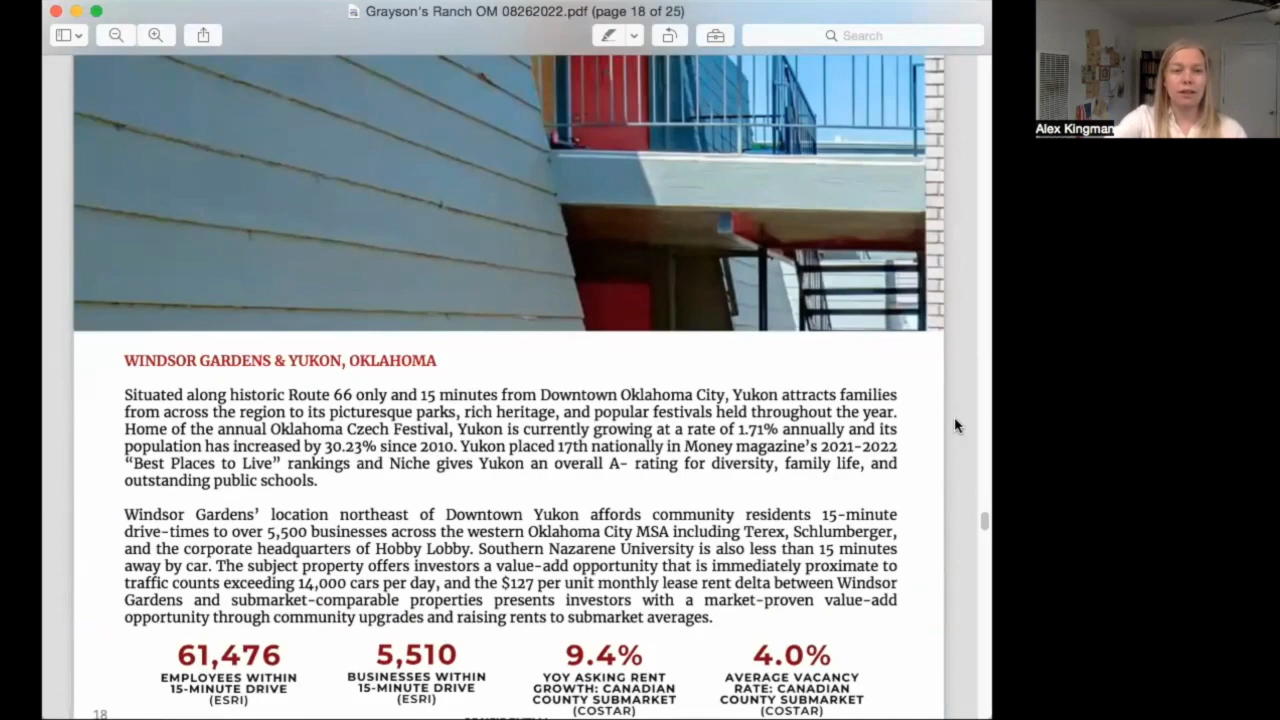 Grayson's Ranch OM 08262022.pdf (page 18 of 25)
Search
Alex Kingman
WINDSOR GARDENS & YUKON, OKLAHOMA
Situated along historic Route 66 only and 15 minutes from Downtown Oklahoma City, Yukon attracts families
from across the region to its picturesque parks, rich heritage, and popular festivals held throughout the year.
Home of the annual Oklahoma Czech Festival, Yukon is currently growing at a rate of 1.71% annually and its
population has increased by 30.23% since 2010. Yukon placed 17th nationally in Money magazine's 2021-2022
"Best Places to Live" rankings and Niche gives Yukon an overall A- rating for diversity, family life, and
outstanding public schools.
Windsor Gardens' location northeast of Downtown Yukon affords community residents 15-minute
drive-times to over 5,500 businesses across the western Oklahoma City MSA including Terex, Schlumberger,
and the corporate headquarters of Hobby Lobby. Southern Nazarene University is also less than 15 minutes
away by car. The subject property offers investors a value-add opportunity that is immediately proximate to
traffic counts exceeding 14,000 cars per day, and the $127 per unit monthly lease rent delta between Windsor
Gardens and submarket-comparable properties presents investors with a market-proven value-add
opportunity through community upgrades and raising rents to submarket averages.
61,476
EMPLOYEES WITHIN
15-MINUTE DRIVE
(ESRI)
5,510
BUSINESSES WITHIN
15-MINUTE DRIVE
(ESRI)
9.4%
YOY ASKING RENT
GROWTH: CANADIAN
COUNTY SUBMARKET
(COSTAR)
4.0%
AVERAGE VACANCY
RATE: CANADIAN
COUNTY SUBMARKET
(COSTAR)
18